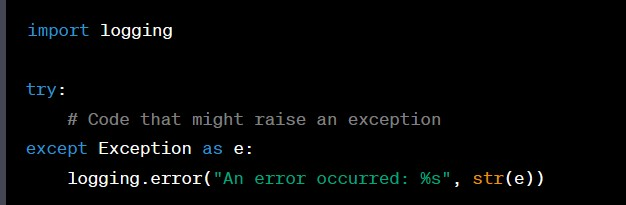 import logging
try:
# Code that might raise an exception
except Exception as e:
logging.error("An error occurred: %s", str(e))